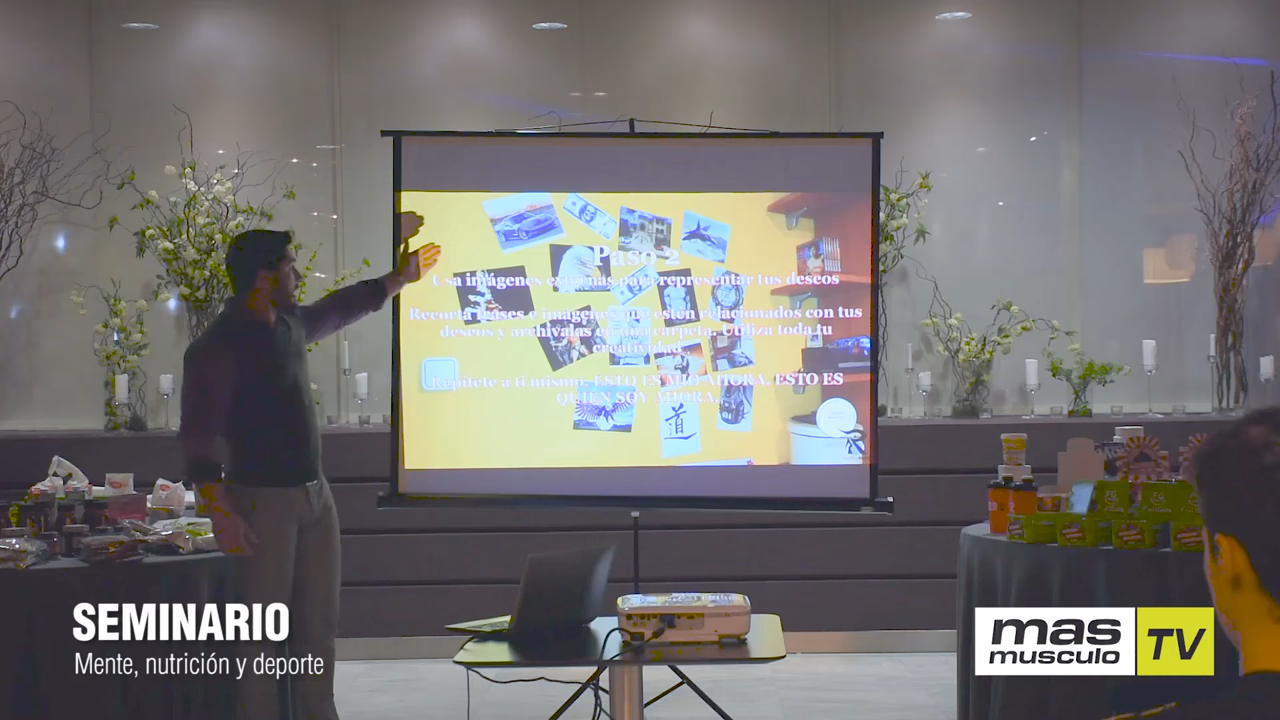 Paso 2
Usa imágenes externas para representar tus deseos
Recorta frases e imágenes que estén relacionados con tus
deseos y archívalas en una carpeta. Utiliza toda tu
creatividad
Repítete a ti mismo: ESTO ES MIO AHORA. ESTO ES
QUIEN SOY AHORA.
道
SEMINARIO
Mente, nutrición y deporte
mas
musculo
TV